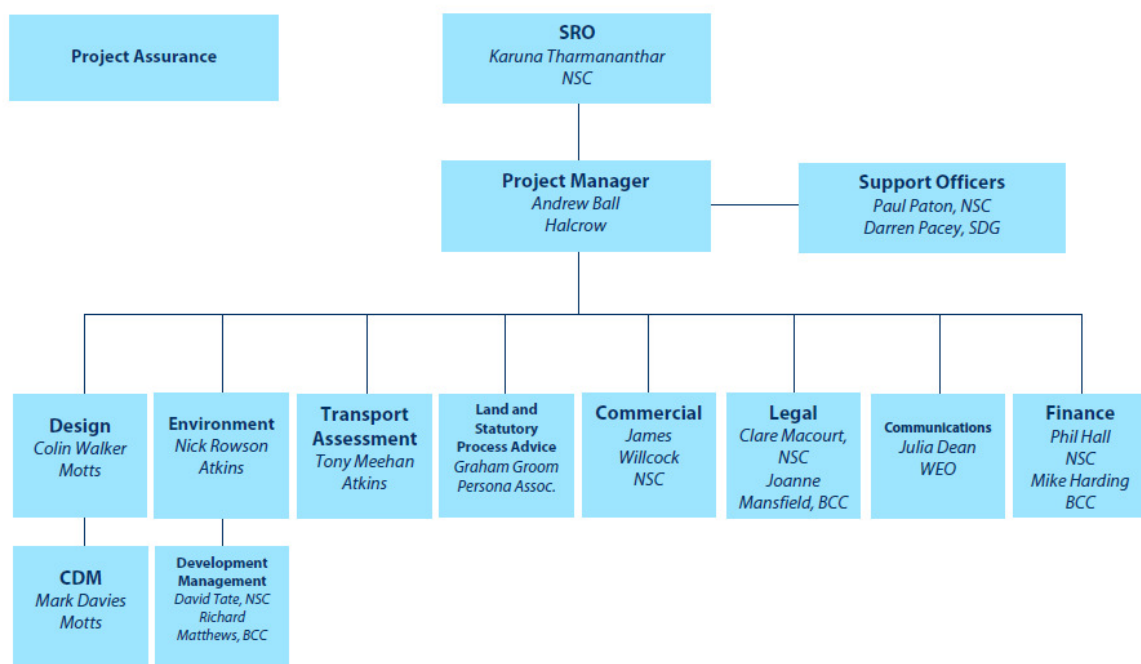 Project Assurance
SRO
Karuna Tharmananthar
NSC
Project Manager
Andrew Ball
Halcrow
Support Officers
Paul Paton, NSC
Darren Pacey, SDG
Design
Colin Walker
Motts
Environment
Nick Rowson
Atkins
Transport
Assessment
Tony Meehan
Atkins
Land and
Statutory
Process Advice
Graham Groom
Persona Assoc.
Commercial
James
Willcock
NSC
Legal
Clare Macourt,
NSC
Joanne
Mansfield, BCC
Communications
Julia Dean
WEO
Finance
Phil Hall
NSC
Mike Harding
BCC
CDM
Mark Davies
Motts
Development
Management
David Tate, NSC
Richard
Matthews, BCC